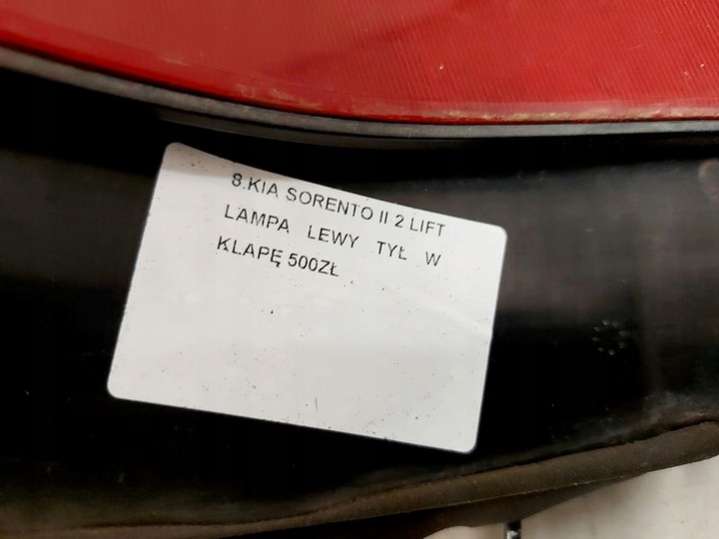 8.KIA SORENTO II 2 LIFT
LAMPA LEWY TYŁ W
KLAPĘ 500ZŁ